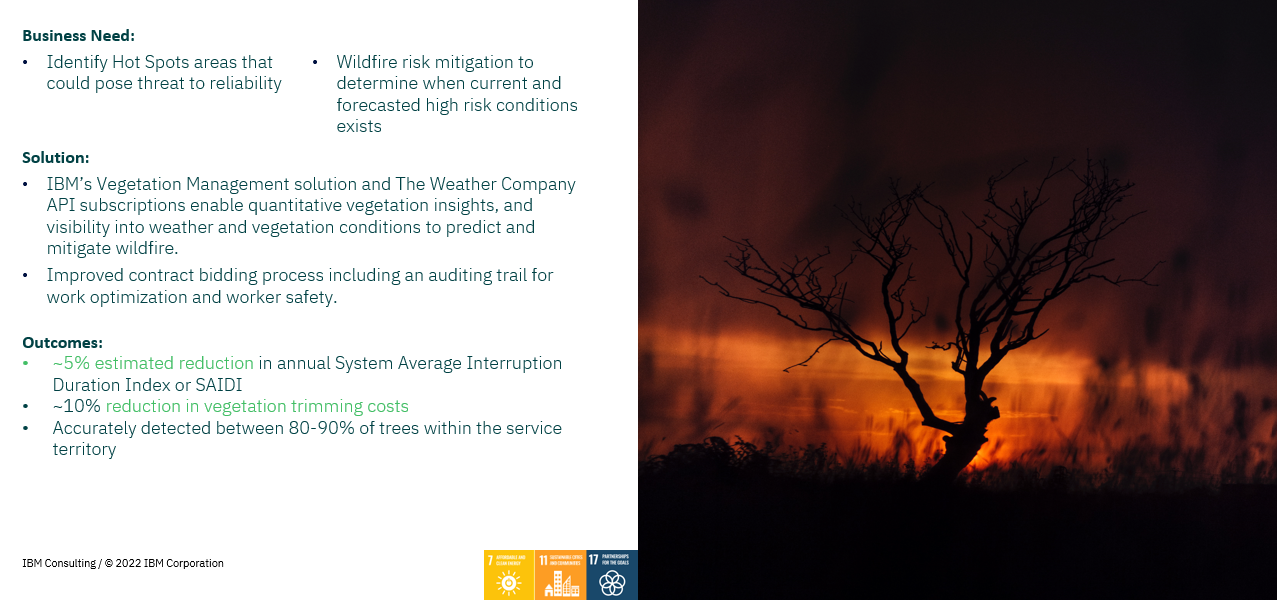 Business Need:
• Identify Hot Spots areas that
could pose threat to reliability
• Wildfire risk mitigation to
determine when current and
forecasted high risk conditions
exists
Solution:
• IBM’s Vegetation Management solution and The Weather Company
API subscriptions enable quantitative vegetation insights, and
visibility into weather and vegetation conditions to predict and
mitigate wildfire.
• Improved contract bidding process including an auditing trail for
work optimization and worker safety.
Outcomes:
• ~5% estimated reduction in annual System Average Interruption
Duration Index or SAIDI
• ~10% reduction in vegetation trimming costs
• Accurately detected between 80-90% of trees within the service
territory
IBM Consulting / © 2022 IBM Corporation
7 AFFORDABLE AND
CLEAN ENERGY
11 SUSTAINABLE CITIES
AND COMMUNITIES
17 PARTNERSHIPS
FOR THE GOALS